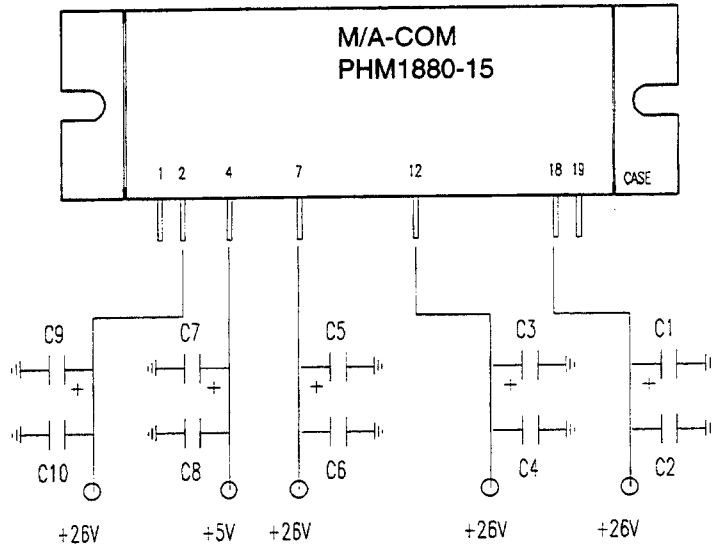 M/A-COM
PHM1880-15
1 2 4 7 12 18 19 CASE
C9 C7 C5 C3 C1
+ + + + +
C10 C8 C6 C4 C2
+26V +5V +26V +26V +26V